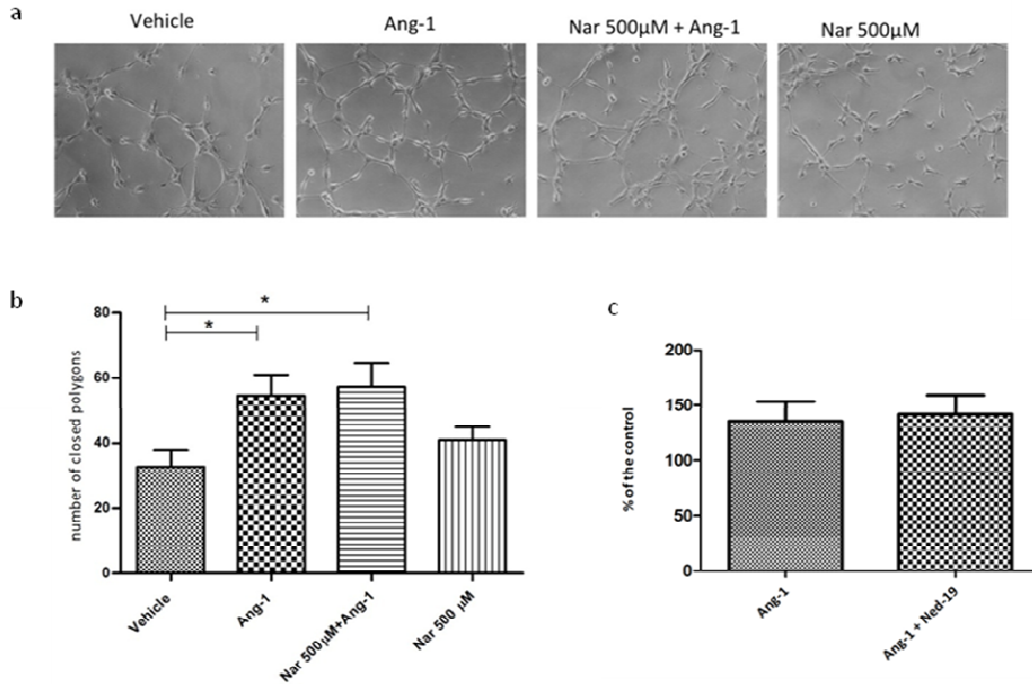 a
Vehicle
Ang-1
Nar 500µM + Ang-1
Nar 500µM
b
number of closed polygons
80
60
40
20
0
*
*
Vehicle
Ang-1
Nar 500µM+Ang-1
Nar 500 µM
c
% of the control
200
150
100
50
0
Ang-1
Ang-1 + Ned-19